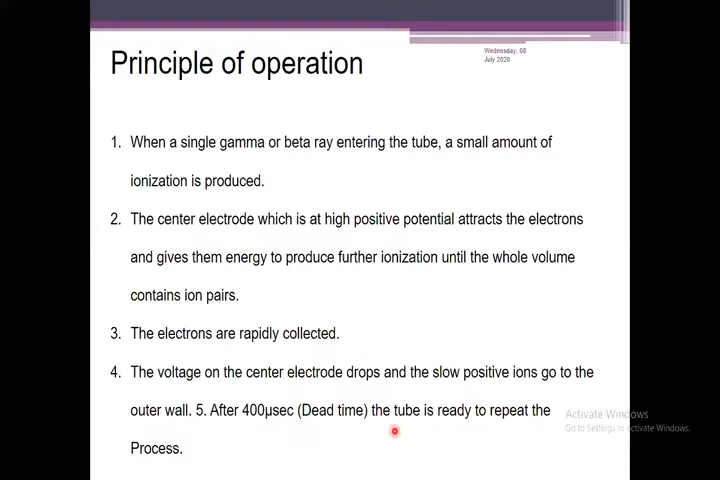 Wednesday, 08
July 2020
Principle of operation
1. When a single gamma or beta ray entering the tube, a small amount of
ionization is produced.
2. The center electrode which is at high positive potential attracts the electrons
and gives them energy to produce further ionization until the whole volume
contains ion pairs.
3. The electrons are rapidly collected.
4. The voltage on the center electrode drops and the slow positive ions go to the
outer wall. 5. After 400µsec (Dead time) the tube is ready to repeat the
Process.
Activate Windows
Go to Settings to Activate Windows.